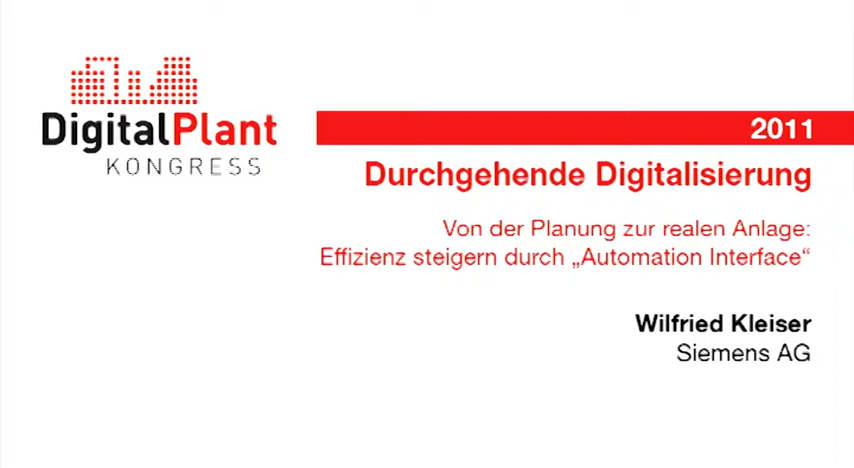 DigitalPlant
KONGRESS
2011
Durchgehende Digitalisierung
Von der Planung zur realen Anlage:
Effizienz steigern durch „Automation Interface“
Wilfried Kleiser
Siemens AG